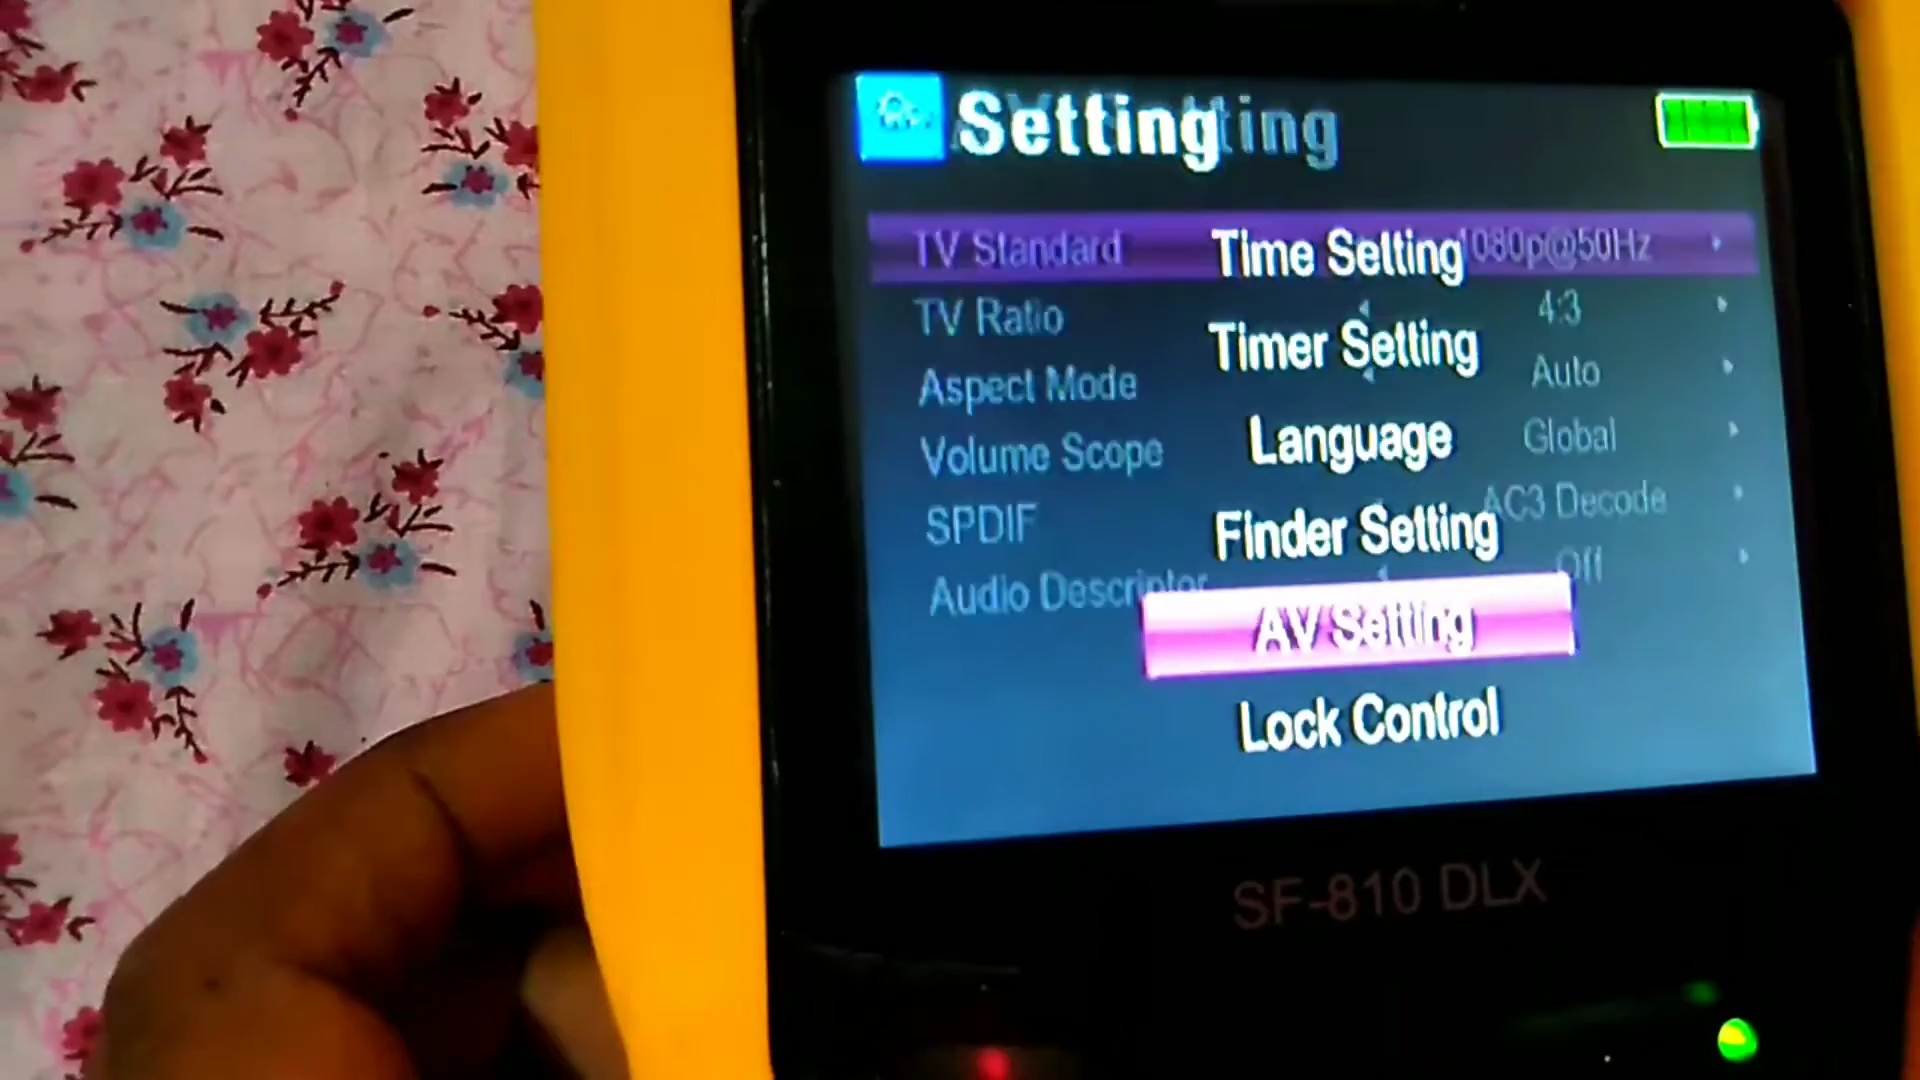 Setting
TV Standard 1080p@50Hz
TV Ratio 4:3
Aspect Mode Auto
Volume Scope Global
SPDIF AC3 Decode
Audio Descriptor Off
Time Setting
Timer Setting
Language
Finder Setting
AV Setting
Lock Control
SF-810 DLX